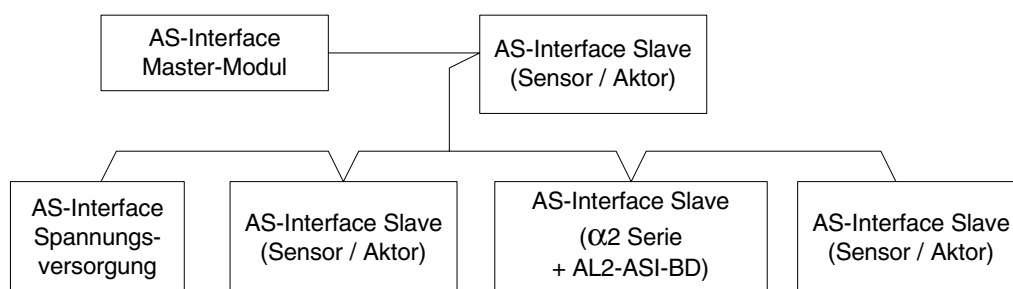 AS-Interface
Master-Modul
AS-Interface Slave
(Sensor / Aktor)
AS-Interface
Spannungs-
versorgung
AS-Interface Slave
(Sensor / Aktor)
AS-Interface Slave
(α2 Serie
+ AL2-ASI-BD)
AS-Interface Slave
(Sensor / Aktor)